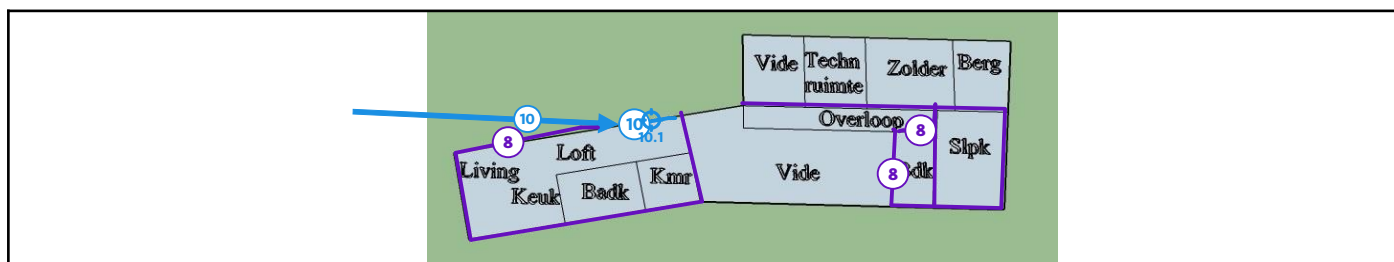 Vide Techn Zolder Berg
ruimte
10 10 10.1 Overloop 8
8 Loft Slpk
Living Kmr Vide 8 Bdk
Keuk Badk